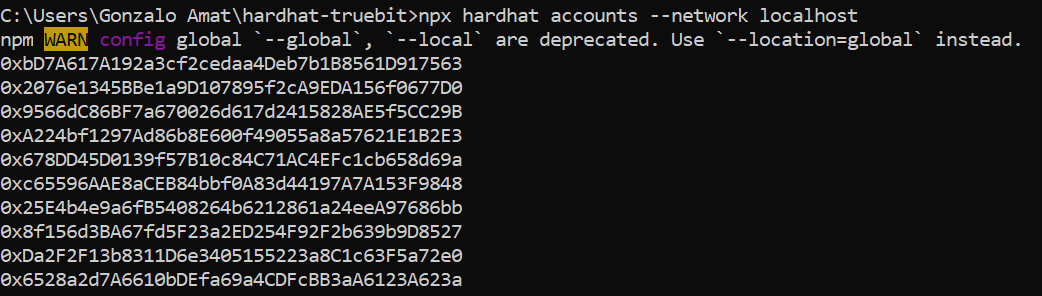 C:\Users\Gonzalo Amat\hardhat-truebit>npx hardhat accounts --network localhost
npm WARN config global `--global`, `--local` are deprecated. Use `--location=global` instead.
0xbD7A617A192a3cf2cedaa4Deb7b1B8561D917563
0x2076e1345BBe1a9D107895f2cA9EDA156f0677D0
0x9566dC86BF7a670026d617d2415828AE5f5CC29B
0xA224bf1297Ad86b8E600f49055a8a57621E1B2E3
0x678DD45D0139f57B10c84C71AC4EFc1cb658d69a
0xc65596AAE8aCEB84bbf0A83d44197A7A153F9848
0x25E4b4e9a6fB5408264b6212861a24eeA97686bb
0x8f156d3BA67fd5F23a2ED254F92F2b639b9D8527
0xDa2F2F13b8311D6e3405155223a8C1c63F5a72e0
0x6528a2d7A6610bDEfa69a4CDFcBB3aA6123A623a